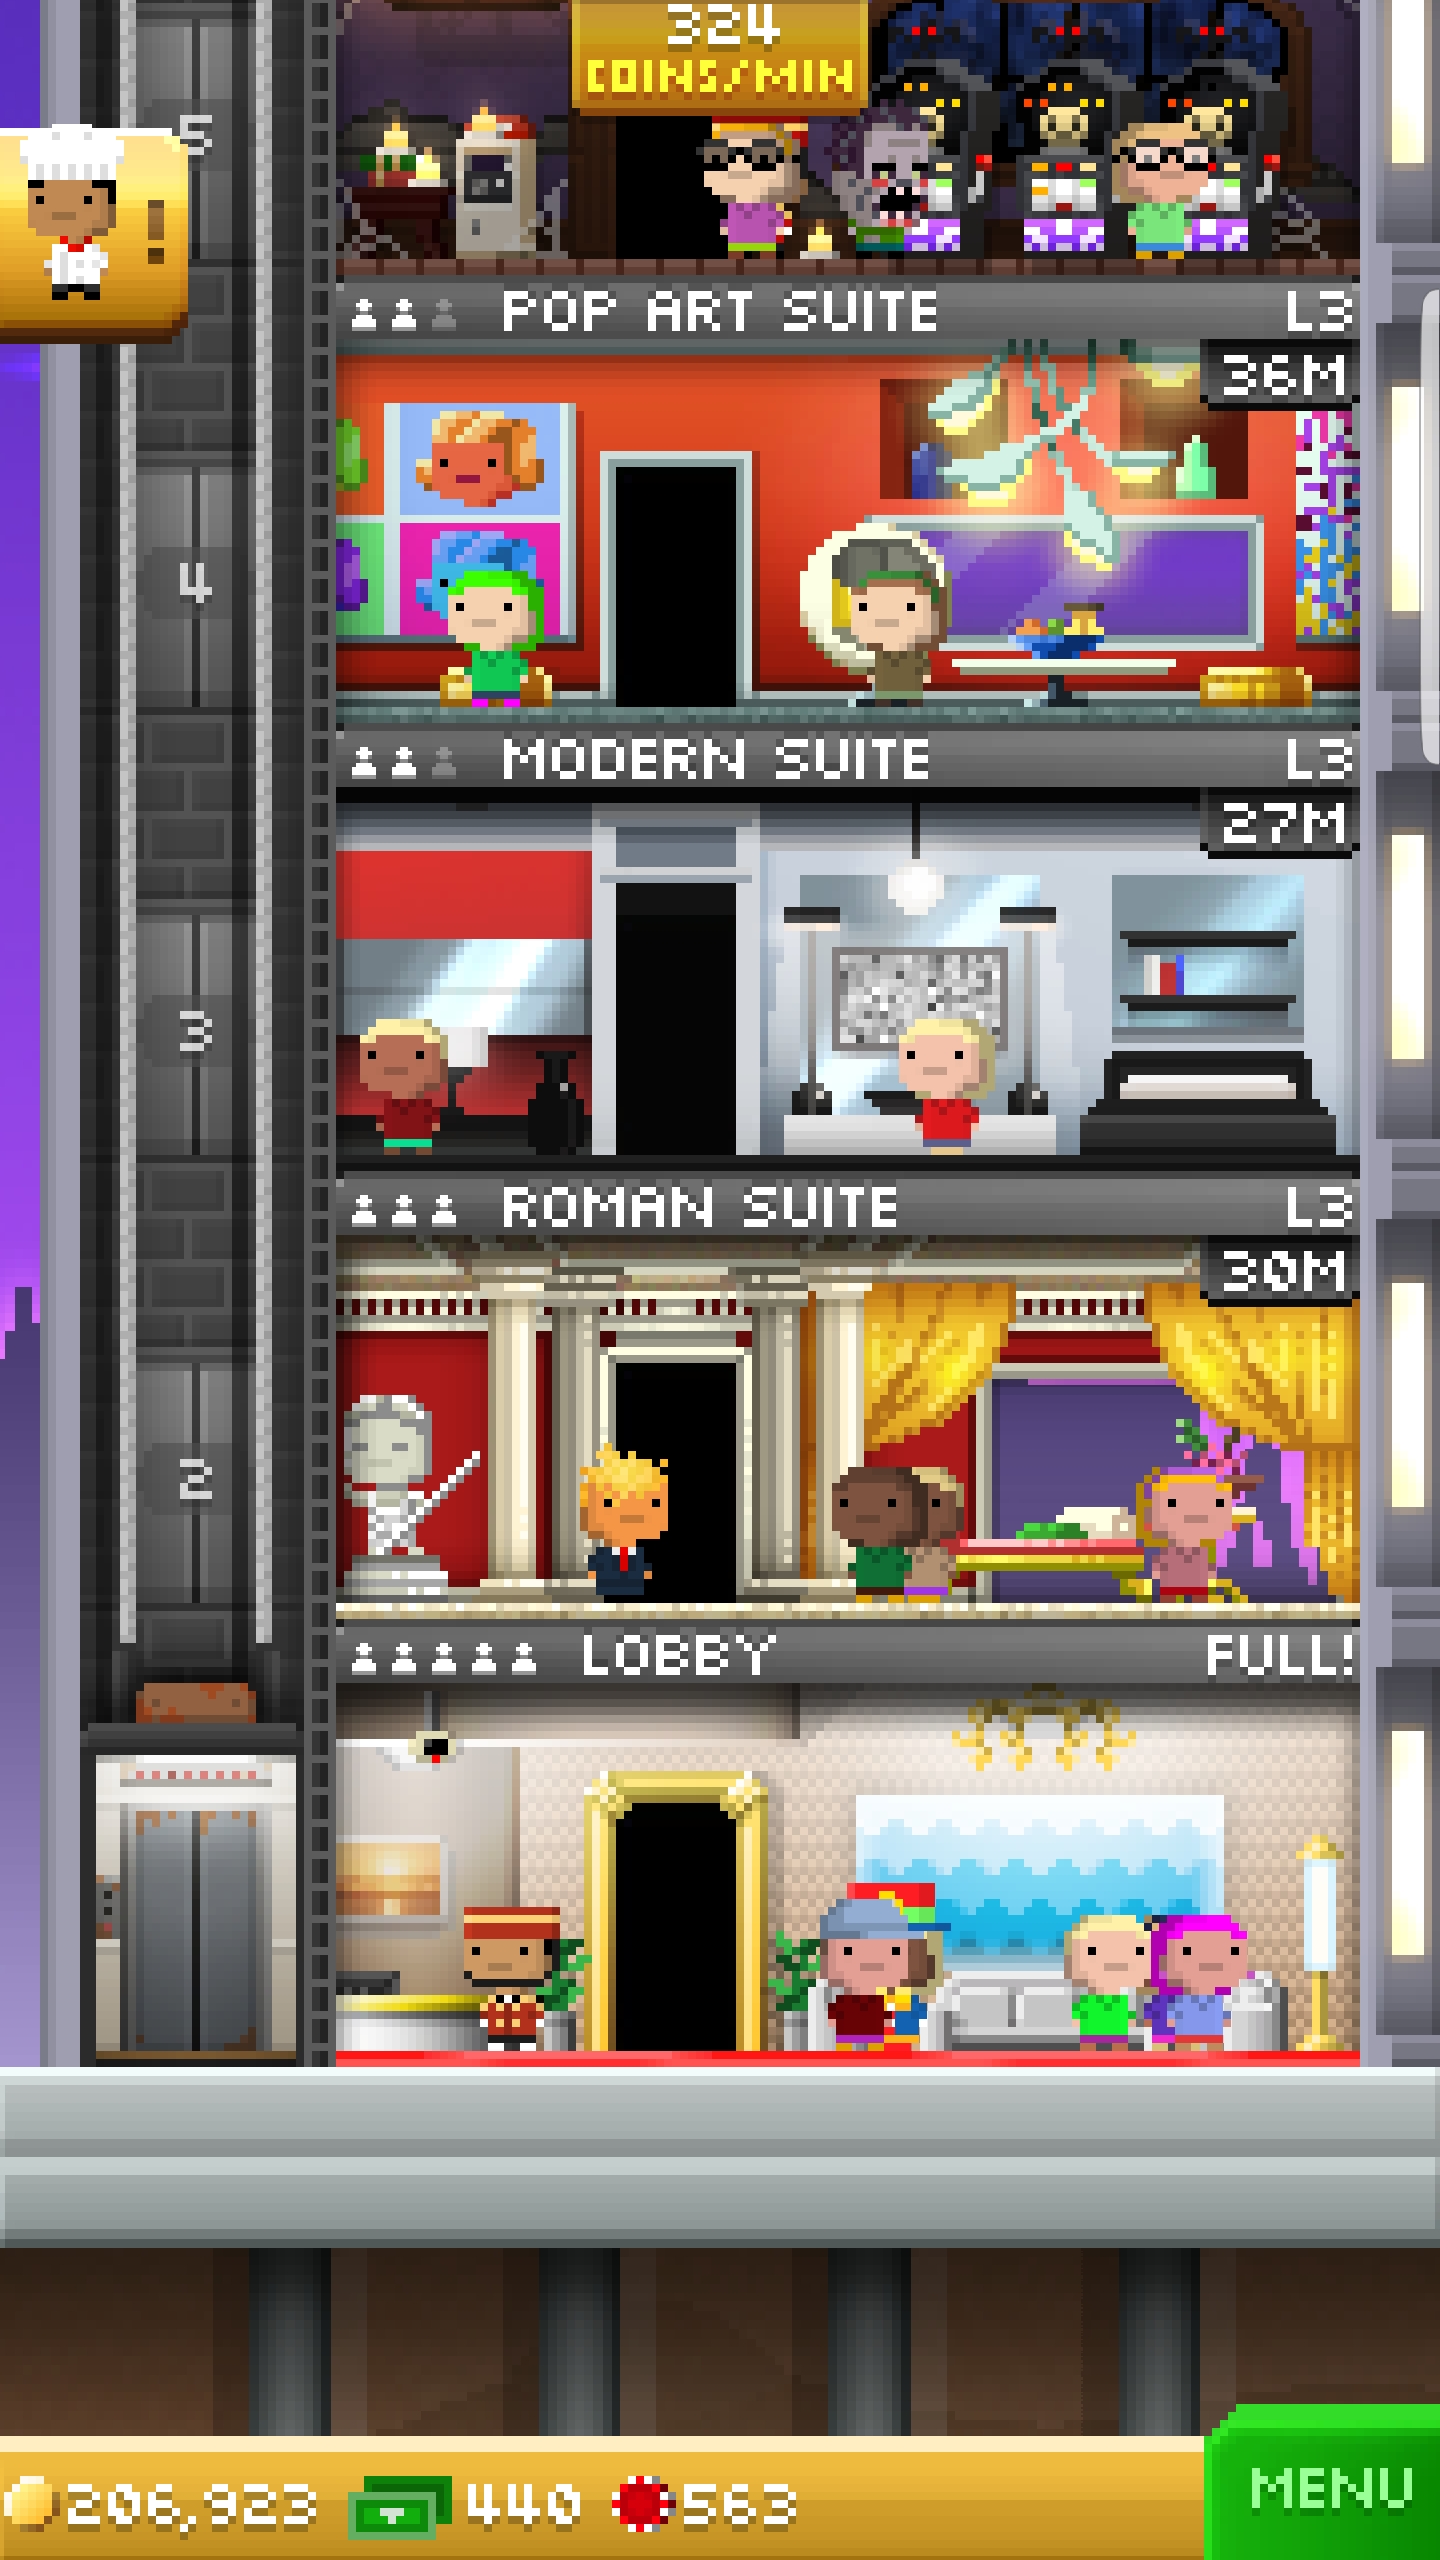 324
COINS/MIN
5
!
POP ART SUITE L3
36M
4
MODERN SUITE L3
27M
3
ROMAN SUITE L3
30M
2
LOBBY FULL!
206,923 440 563
MENU